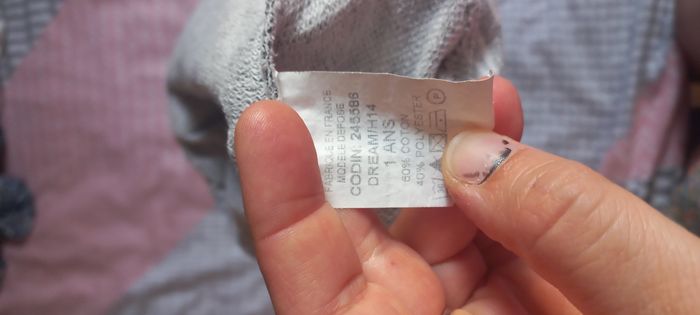 FABRIQUE EN FRANCE
MODELE DEPOSE
CODIN: 245586
DREAM/H14
1 ANS
60% COTON
40% POLYESTER
P